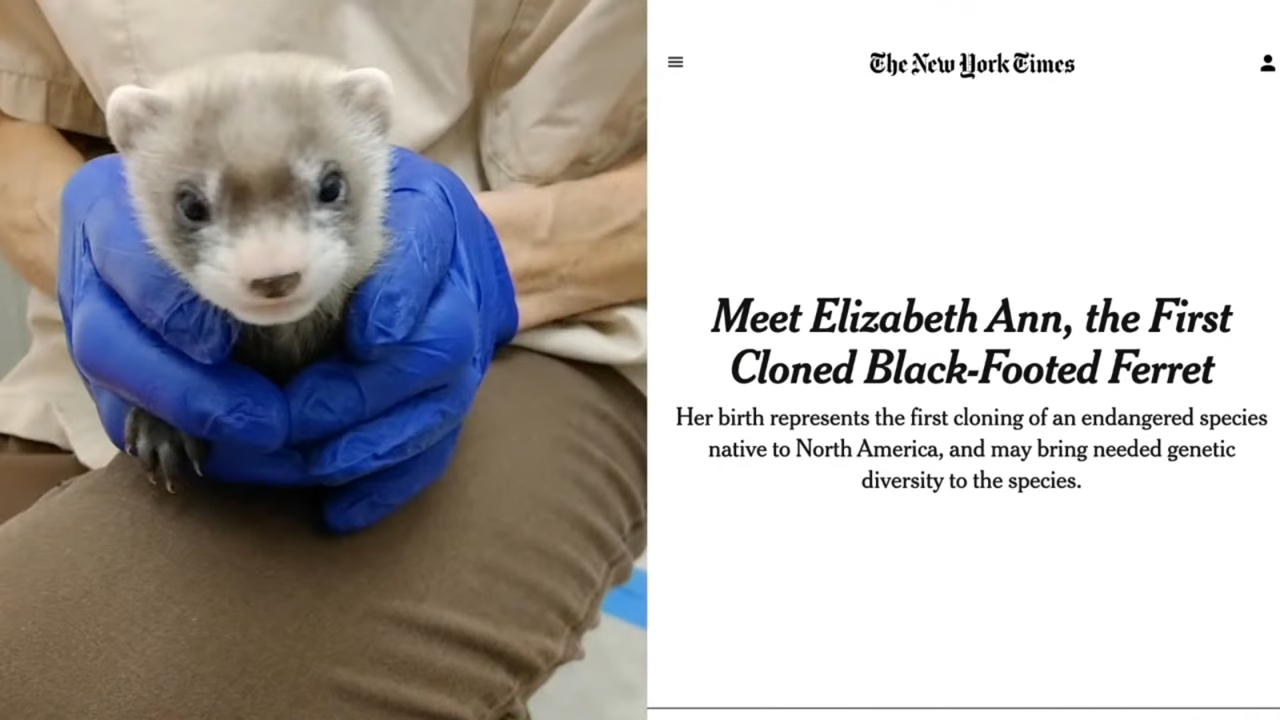 The New York Times
Meet Elizabeth Ann, the First
Cloned Black-Footed Ferret
Her birth represents the first cloning of an endangered species
native to North America, and may bring needed genetic
diversity to the species.